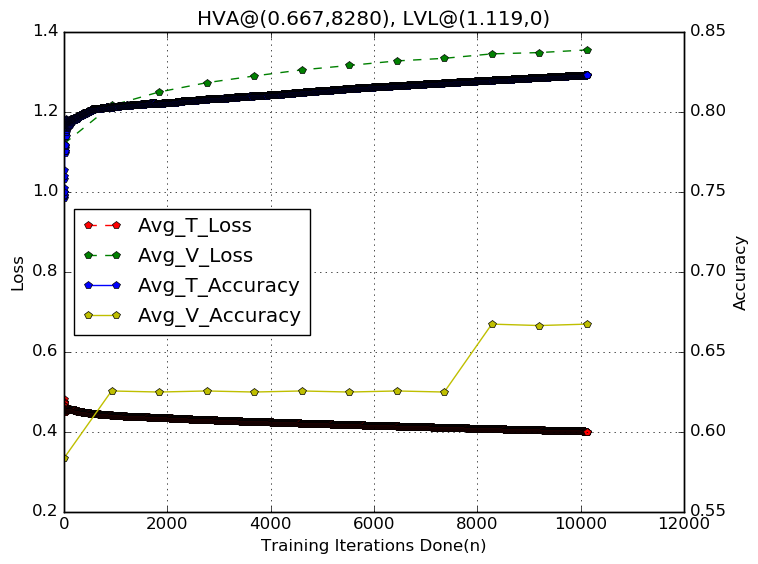 HVA@(0.667,8280), LVL@(1.119,0)
1.4
1.2
1.0
0.8
0.6
0.4
0.2
Loss
0.85
0.80
0.75
0.70
0.65
0.60
0.55
Accuracy
Avg_T_Loss
Avg_V_Loss
Avg_T_Accuracy
Avg_V_Accuracy
0 2000 4000 6000 8000 10000 12000
Training Iterations Done(n)